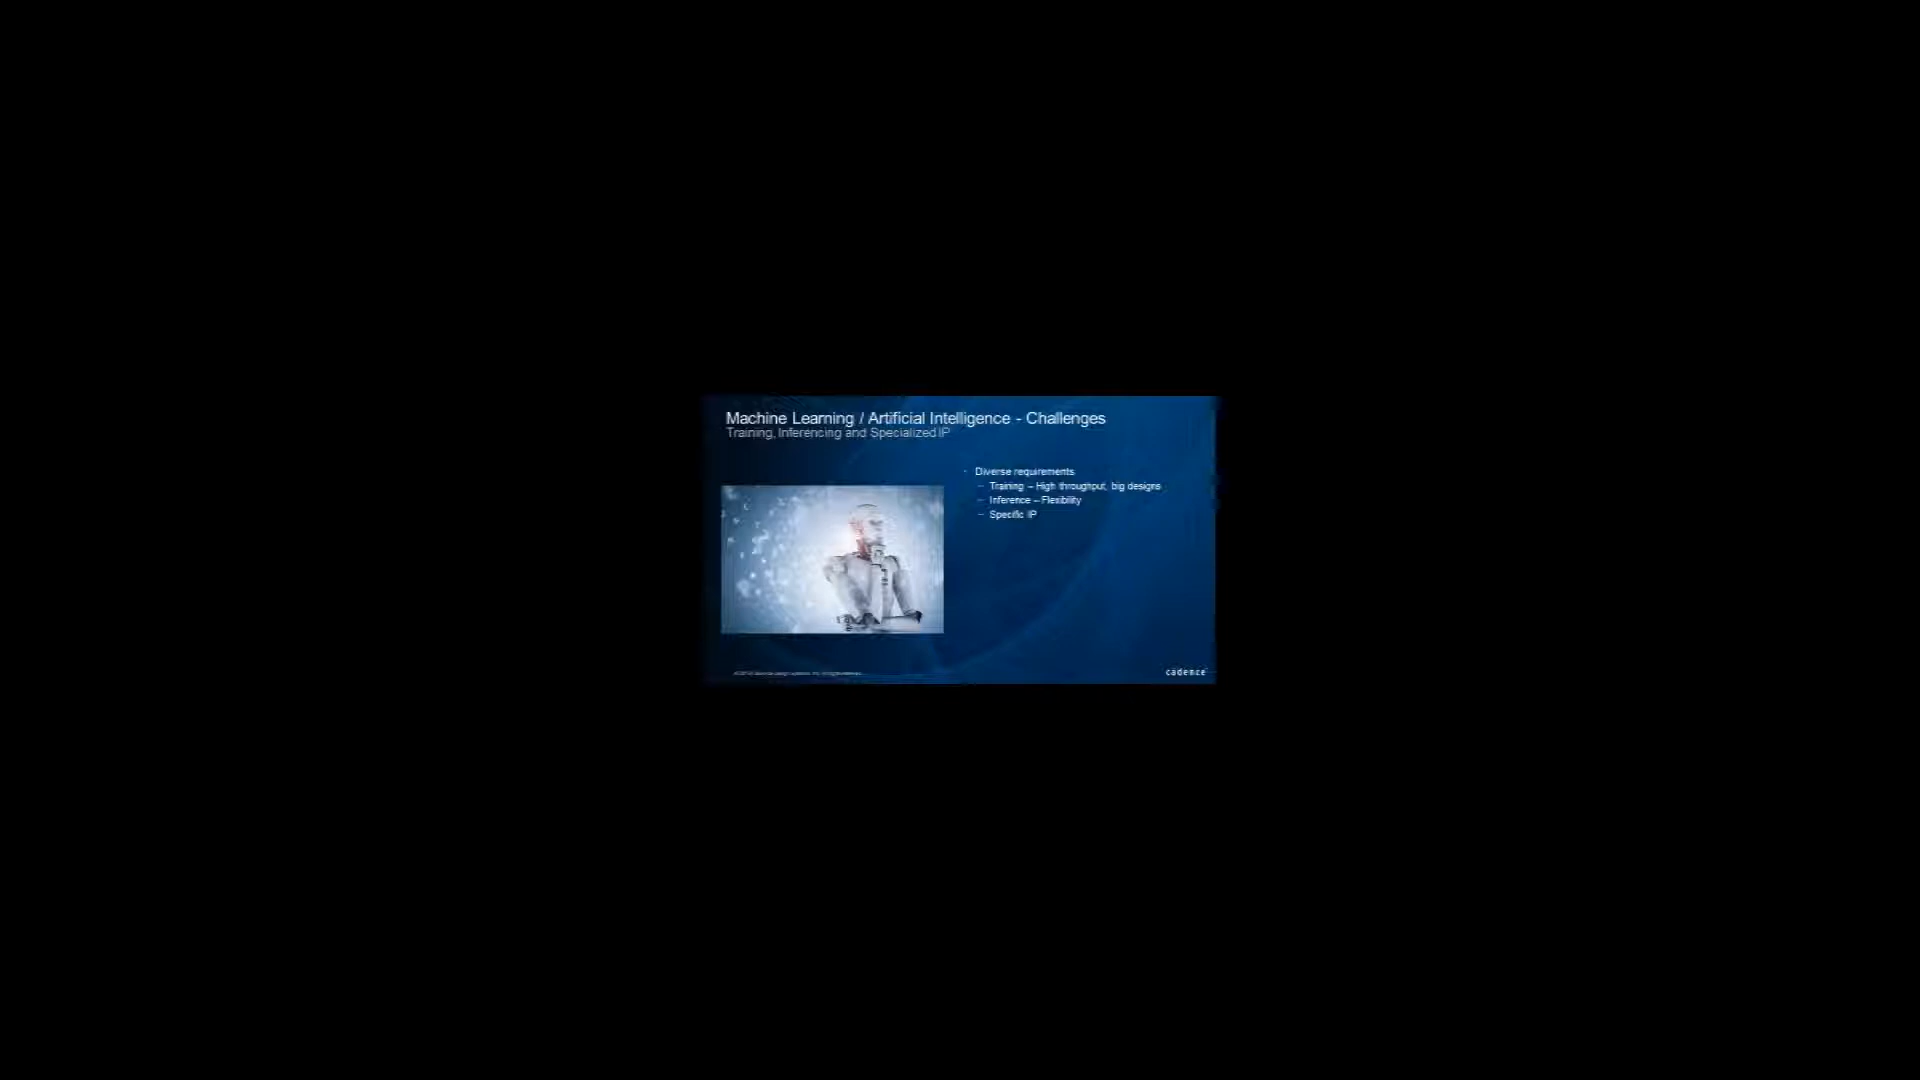 Machine Learning / Artificial Intelligence - Challenges
Training, Inferencing and Specialized IP
· Diverse requirements
– Training – High throughput, big designs
– Inference – Flexibility
– Specific IP
cadence